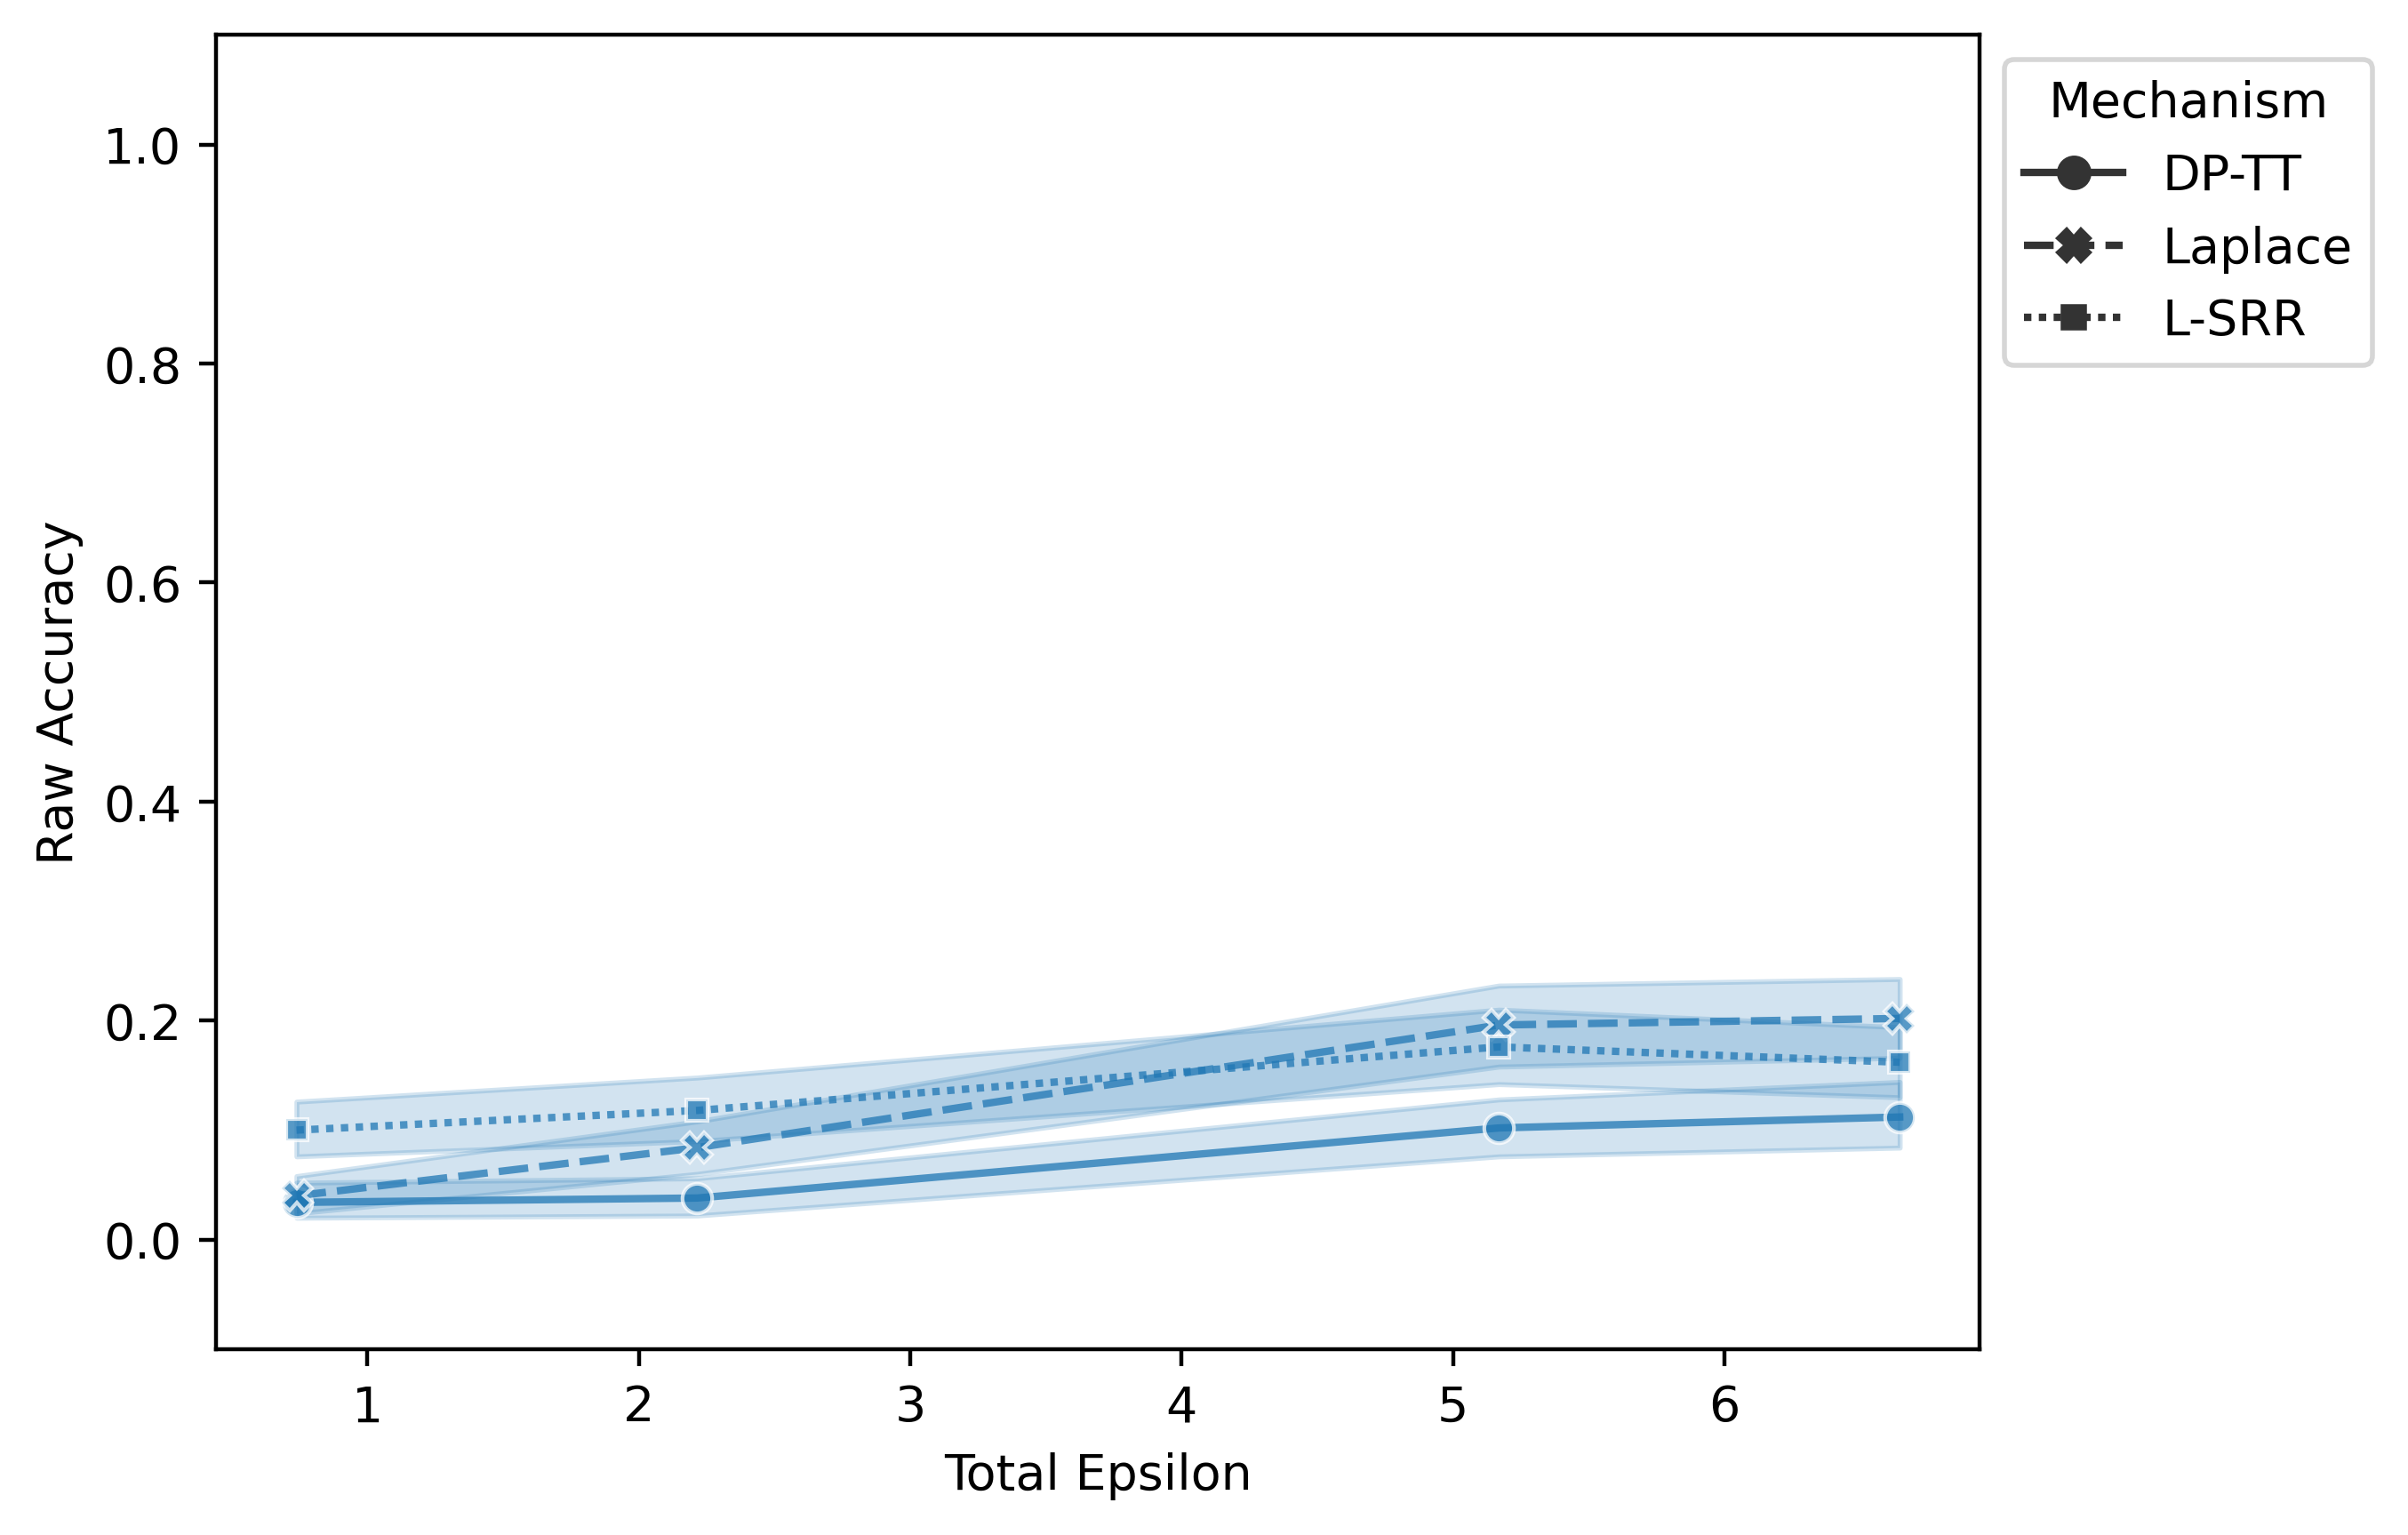 Mechanism
DP-TT
Laplace
L-SRR
Raw Accuracy
1.0
0.8
0.6
0.4
0.2
0.0
1 2 3 4 5 6
Total Epsilon